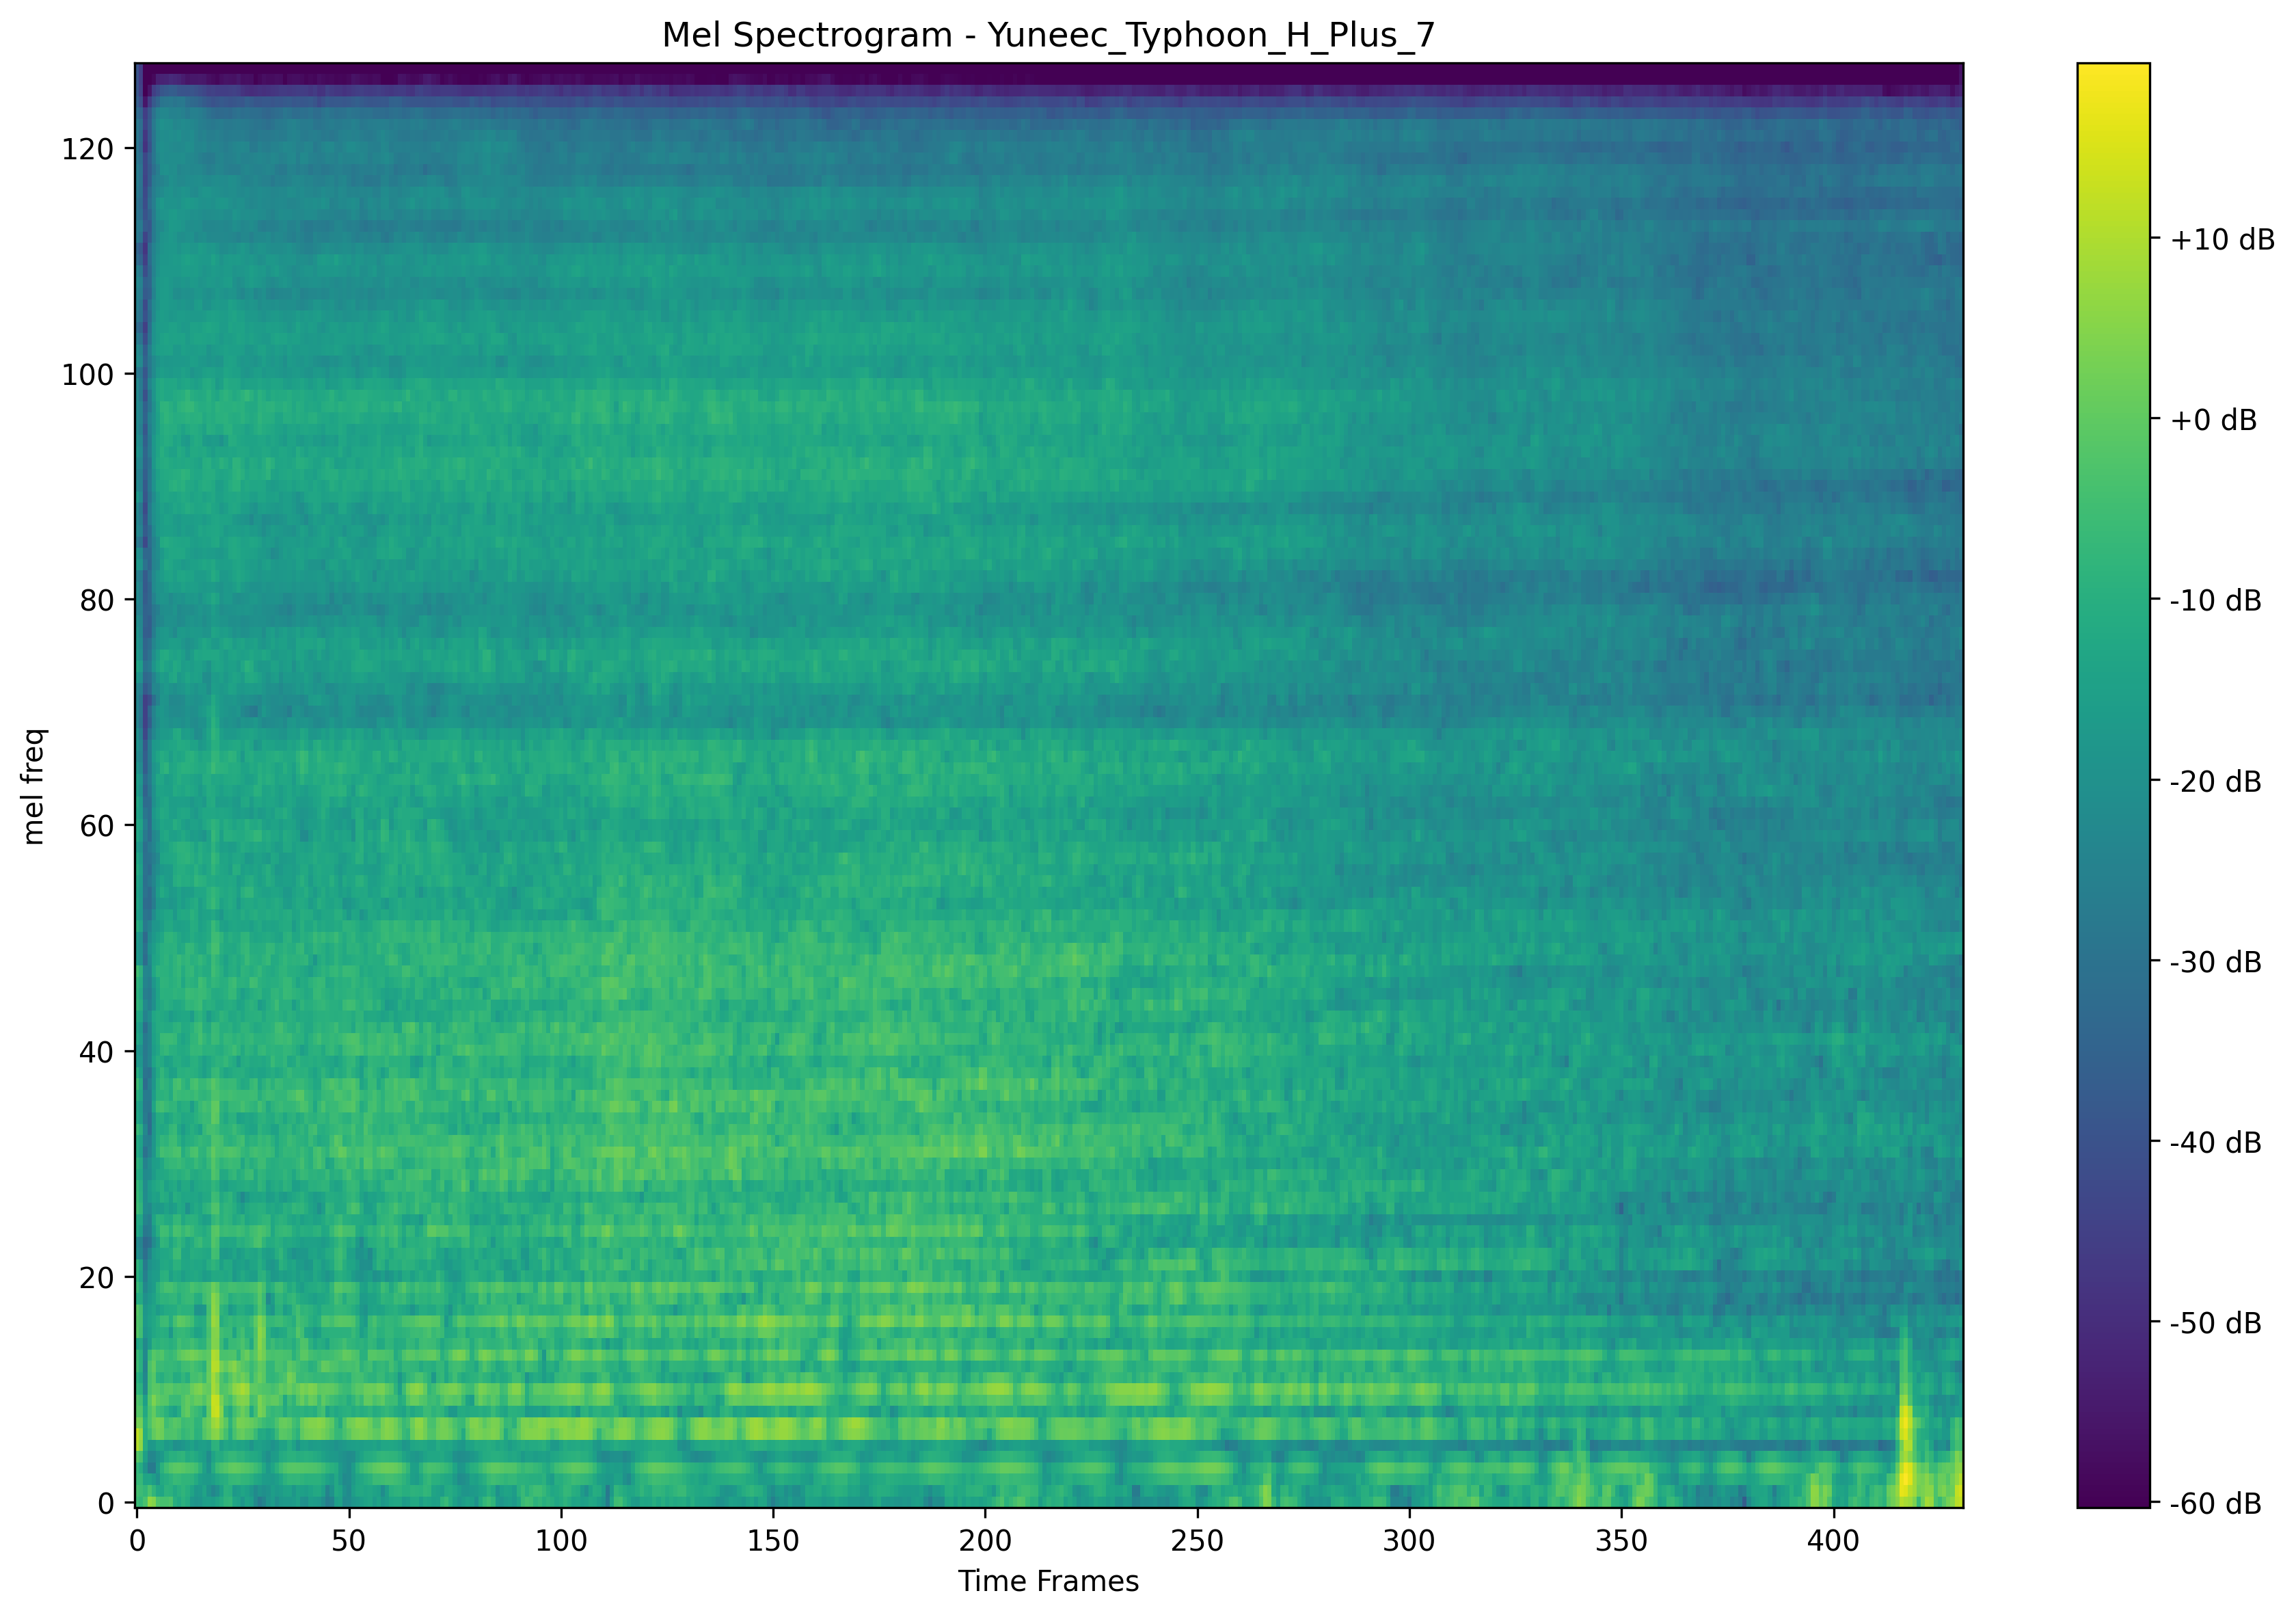 Mel Spectrogram - Yuneec_Typhoon_H_Plus_7
mel freq
120
100
80
60
40
20
0
0 50 100 150 200 250 300 350 400
Time Frames
+10 dB
+0 dB
-10 dB
-20 dB
-30 dB
-40 dB
-50 dB
-60 dB